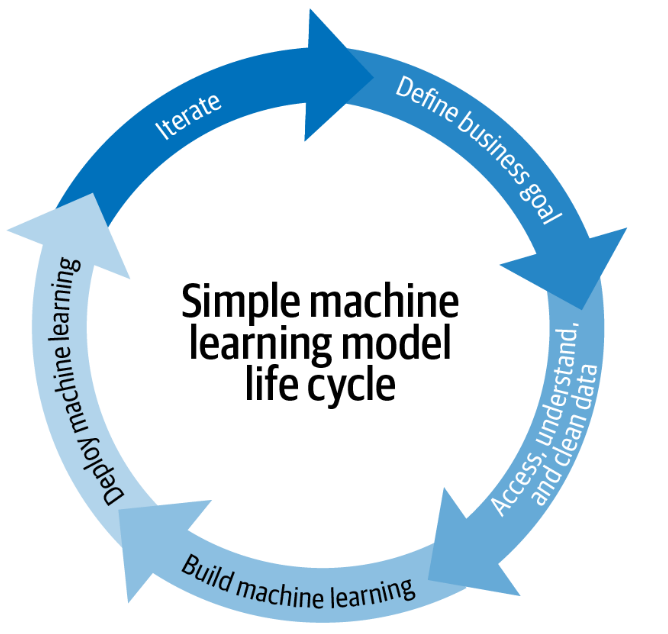 Simple machine
learning model
life cycle
Define business goal
Access, understand,
and clean data
Build machine learning
Deploy machine learning
Iterate